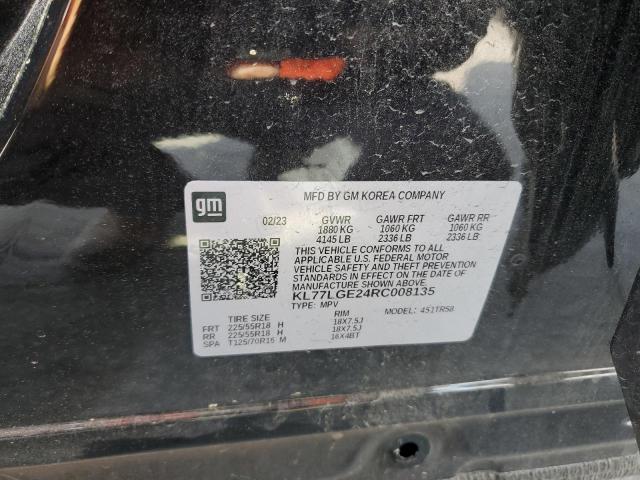 gm
MFD BY GM KOREA COMPANY
02/23 GVWR GAWR FRT GAWR RR
1880 KG 1060 KG 1060 KG
4145 LB 2336 LB 2336 LB
THIS VEHICLE CONFORMS TO ALL
APPLICABLE U.S. FEDERAL MOTOR
VEHICLE SAFETY AND THEFT PREVENTION
STANDARDS IN EFFECT ON THE DATE OF
MANUFACTURE SHOWN ABOVE.
KL77LGE24RC008135
TYPE: MPV MODEL: 451TR58
TIRE SIZE RIM
FRT 225/55R18 H 18X7.5J
RR 225/55R18 H 18X7.5J
SPA T125/70R16 M 16X4BT